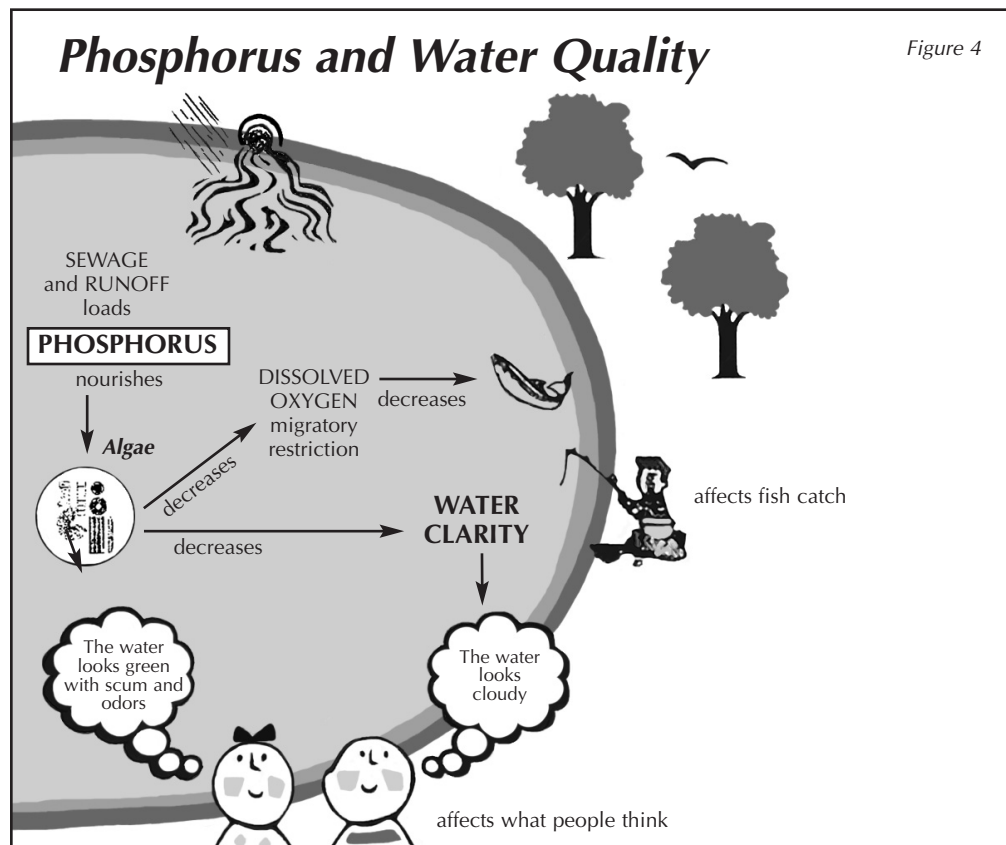 Phosphorus and Water Quality
Figure 4
SEWAGE
and RUNOFF
loads
PHOSPHORUS
nourishes
Algae
decreases
DISSOLVED
OXYGEN
migratory
restriction
decreases
decreases
WATER
CLARITY
affects fish catch
The water
looks green
with scum and
odors
The water
looks
cloudy
affects what people think